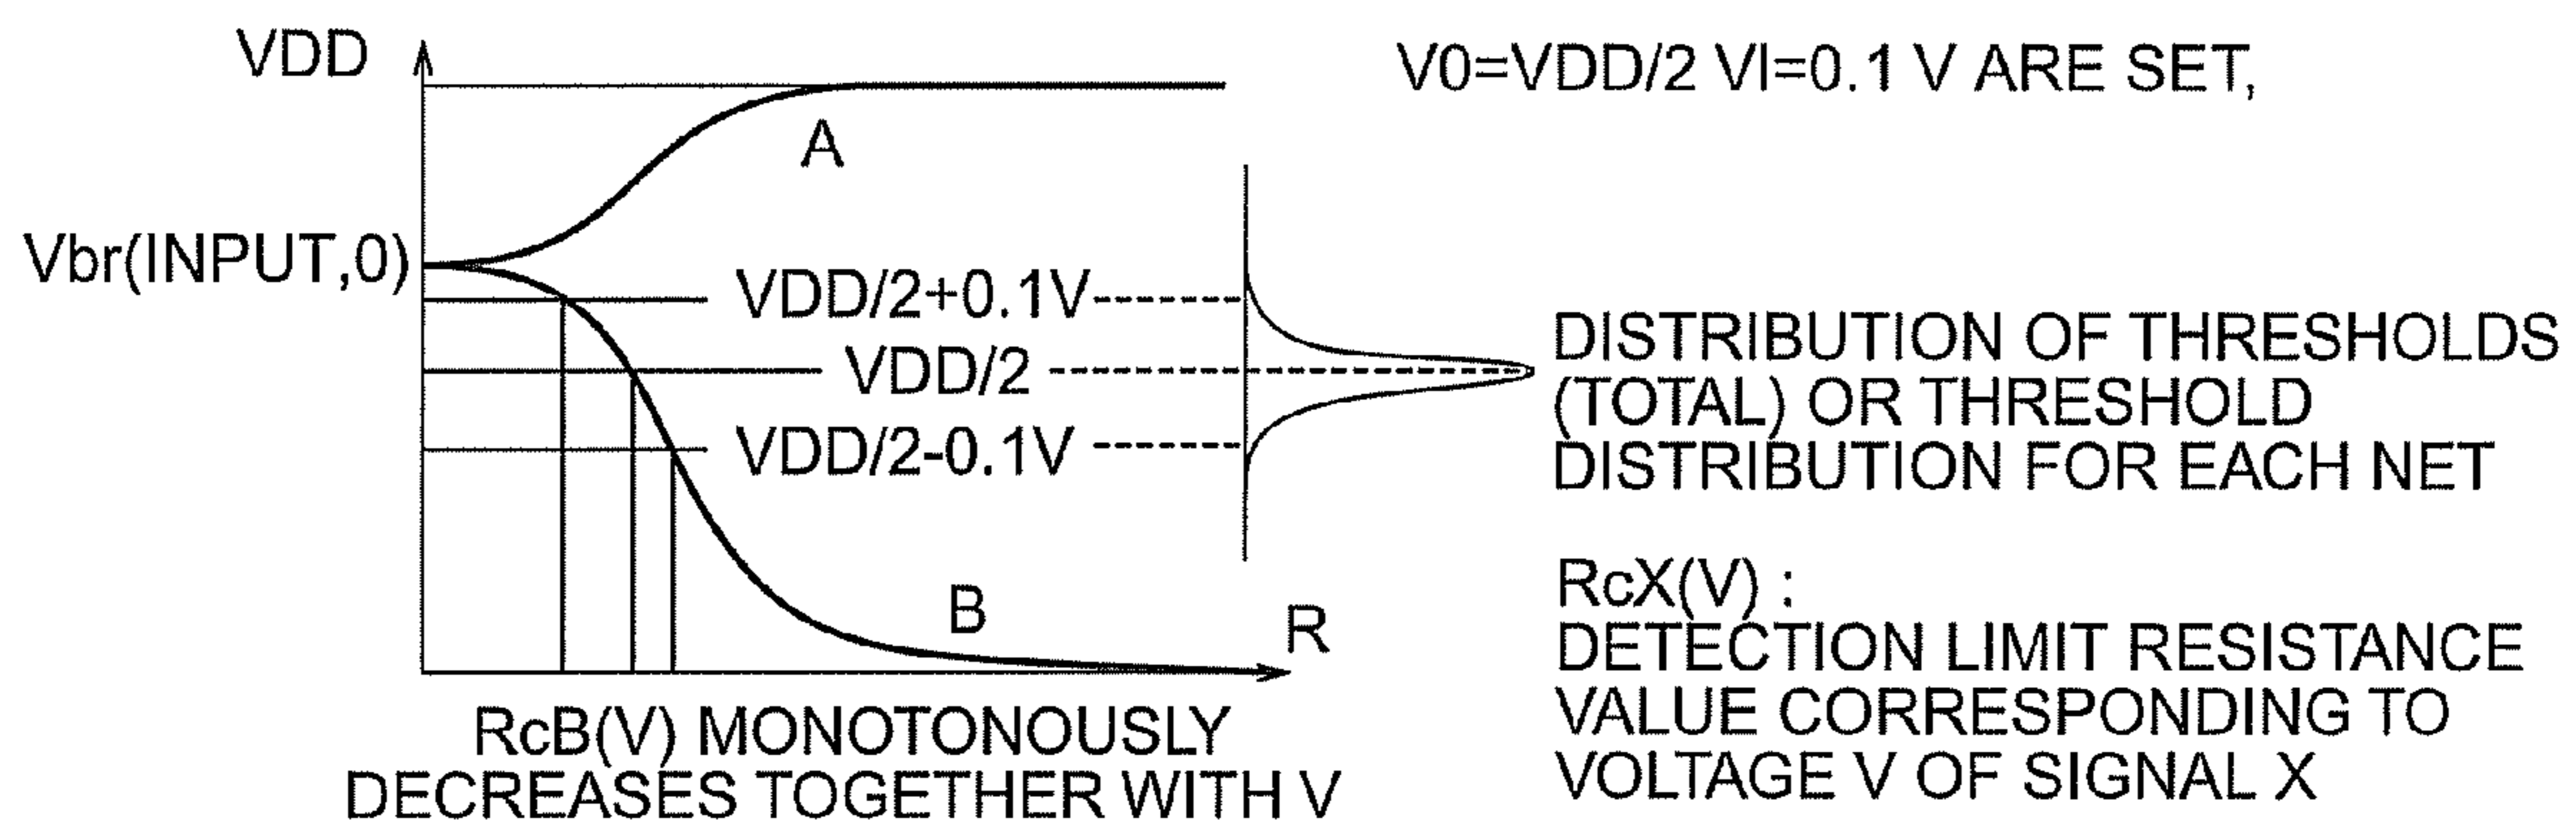 VDD
V0=VDD/2 VI=0.1 V ARE SET,
A
Vbr(INPUT,0)
VDD/2+0.1V
VDD/2
VDD/2-0.1V
DISTRIBUTION OF THRESHOLDS
(TOTAL) OR THRESHOLD
DISTRIBUTION FOR EACH NET
B
R
RcX(V) :
DETECTION LIMIT RESISTANCE
VALUE CORRESPONDING TO
VOLTAGE V OF SIGNAL X
RcB(V) MONOTONOUSLY
DECREASES TOGETHER WITH V